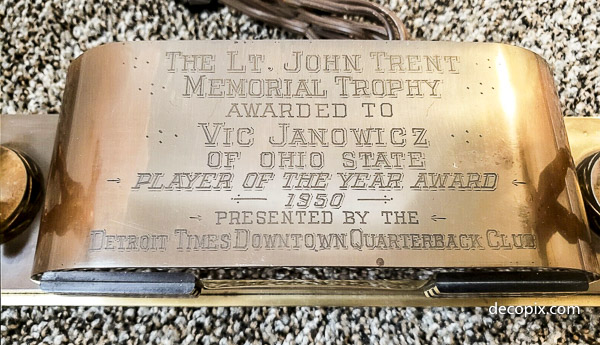 The Lt. John Trent
Memorial Trophy
AWARDED TO
Vic Janowicz
OF OHIO STATE
PLAYER OF THE YEAR AWARD
1950
PRESENTED BY THE
Detroit Times Downtown Quarterback Club
decopix.com